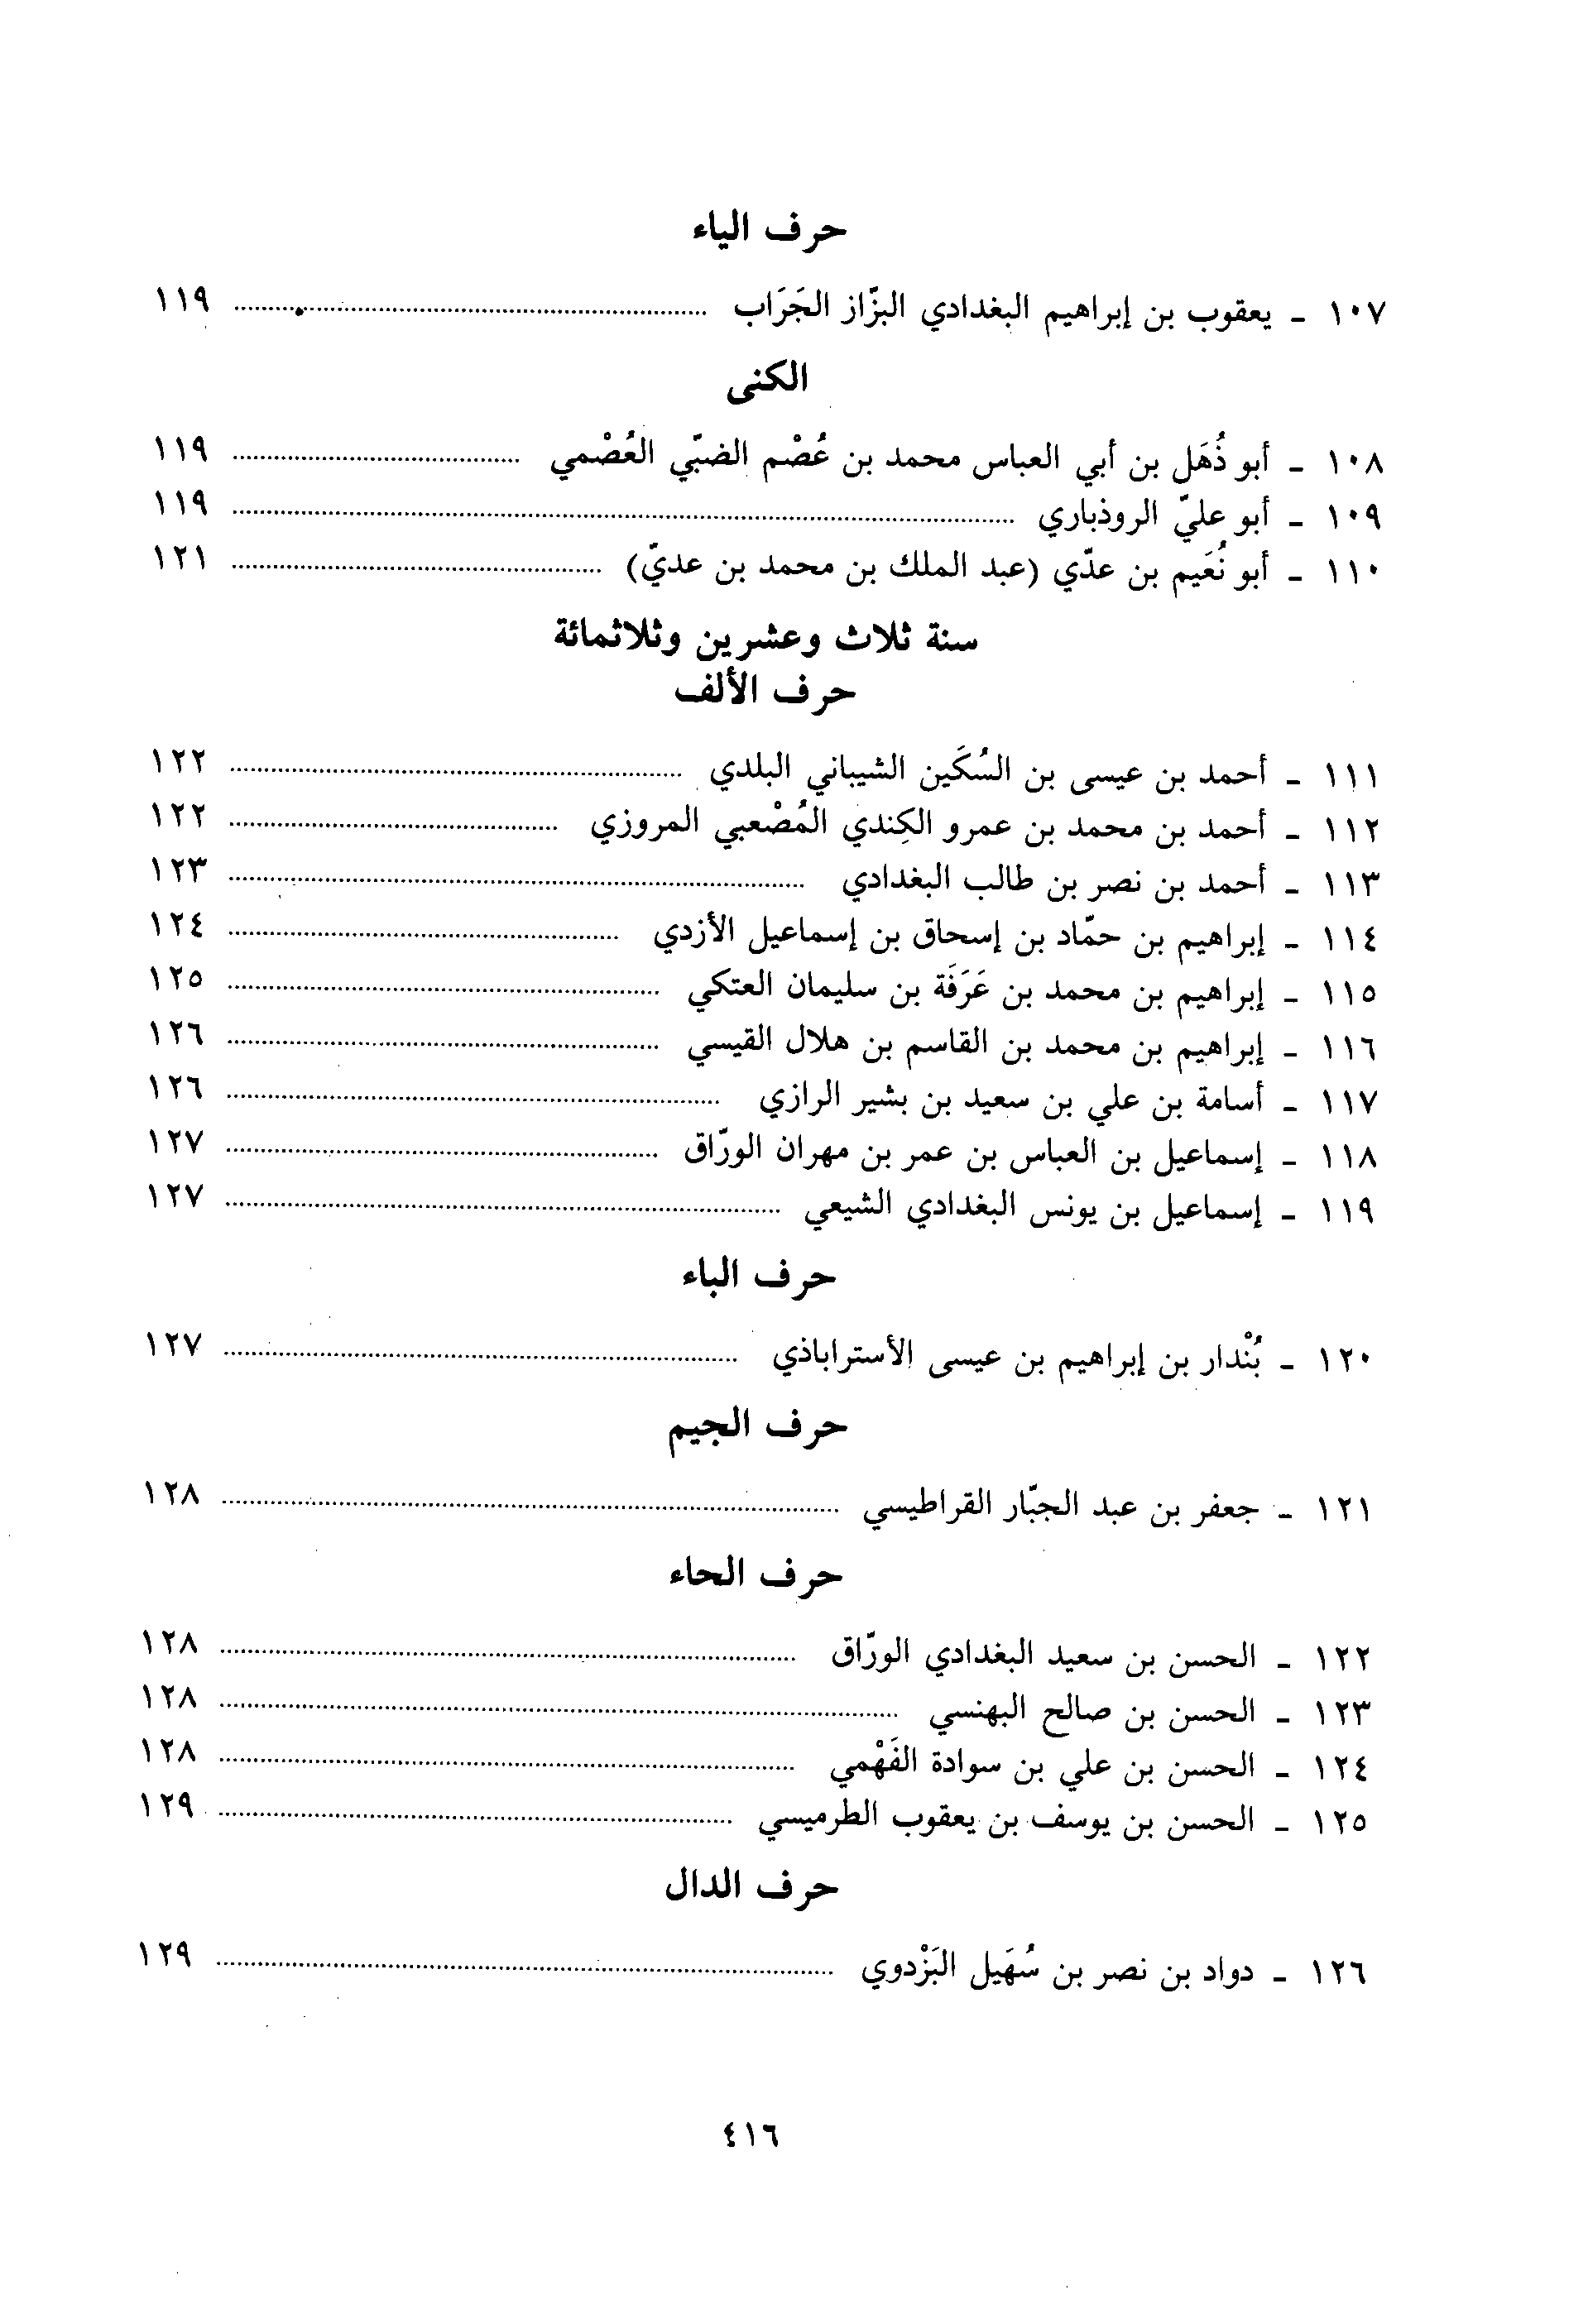 حرف الياء
١٠٧ - يعقوب بن إبراهيم البغدادي البزّاز الجَرَاب ........ ١١٩
الكنى
١٠٨ - أبو ذُهَل بن أبي العباس محمد بن عُصْم الضبّي العُصْمي ........ ١١٩
١٠٩ - أبو عليّ الروذباري ........ ١١٩
١١٠ - أبو نُعَيم بن عدّي (عبد الملك بن محمد بن عديّ) ........ ١٢١
سنة ثلاث وعشرين وثلاثمائة
حرف الألف
١١١ - أحمد بن عيسى بن السُكَين الشيباني البلدي ........ ١٢٢
١١٢ - أحمد بن محمد بن عمرو الكِندي المُصْعبي المروزي ........ ١٢٢
١١٣ - أحمد بن نصر بن طالب البغدادي ........ ١٢٣
١١٤ - إبراهيم بن حمّاد بن إسحاق بن إسماعيل الأزدي ........ ١٢٤
١١٥ - إبراهيم بن محمد بن عَرَفَة بن سليمان العتكي ........ ١٢٥
١١٦ - إبراهيم بن محمد بن القاسم بن هلال القيسي ........ ١٢٦
١١٧ - أسامة بن علي بن سعيد بن بشير الرازي ........ ١٢٦
١١٨ - إسماعيل بن العباس بن عمر بن مهران الورّاق ........ ١٢٧
١١٩ - إسماعيل بن يونس البغدادي الشيعي ........ ١٢٧
حرف الباء
١٢٠ - بُنْدار بن إبراهيم بن عيسى الأستراباذي ........ ١٢٧
حرف الجيم
١٢١ - جعفر بن عبد الجبّار القراطيسي ........ ١٢٨
حرف الحاء
١٢٢ - الحسن بن سعيد البغدادي الورّاق ........ ١٢٨
١٢٣ - الحسن بن صالح البهنسي ........ ١٢٨
١٢٤ - الحسن بن علي بن سوادة الفَهْمي ........ ١٢٨
١٢٥ - الحسن بن يوسف بن يعقوب الطرميسي ........ ١٢٩
حرف الدال
١٢٦ - دواد بن نصر بن سُهَيل البَزْدوي ........ ١٢٩
٤١٦